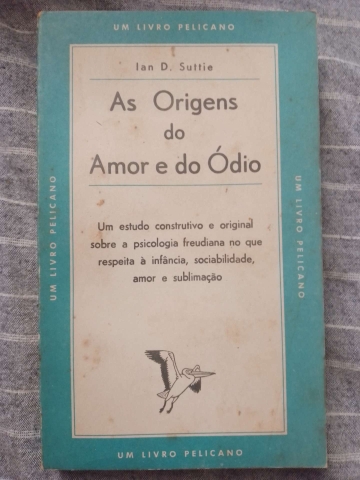 UM LIVRO PELICANO
Ian D. Suttie
As Origens
do
Amor e do Ódio
Um estudo construtivo e original
sobre a psicologia freudiana no que
respeita à infância, sociabilidade,
amor e sublimação
UM LIVRO PELICANO
UM LIVRO PELICANO
UM LIVRO PELICANO